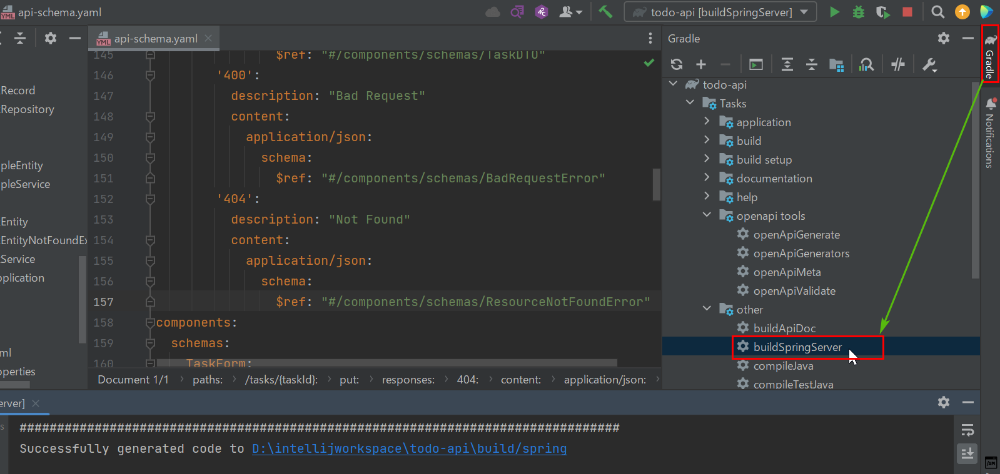 YML api-schema.yaml
todo-api [buildSpringServer]
Record
Repository
pleEntity
pleService
Entity
EntityNotFoundEx
Service
pplication
ml
operties
YML api-schema.yaml
145 $ref: "#/components/schemas/TaskDTO"
146 '400':
147 description: "Bad Request"
148 content:
149 application/json:
150 schema:
151 $ref: "#/components/schemas/BadRequestError"
152 '404':
153 description: "Not Found"
154 content:
155 application/json:
156 schema:
157 $ref: "#/components/schemas/ResourceNotFoundError"
158 components:
159 schemas:
160 TaskForm:
Document 1/1 › paths: › /tasks/{taskId}: › put: › responses: › 404: › content: › application/json: ›
Gradle
todo-api
Tasks
application
build
build setup
documentation
help
openapi tools
openApiGenerate
openApiGenerators
openApiMeta
openApiValidate
other
buildApiDoc
buildSpringServer
compileJava
compileTestJava
Gradle
Notifications
erver]
s
################################################################################
Successfully generated code to D:\intellijworkspace\todo-api\build/spring
/API